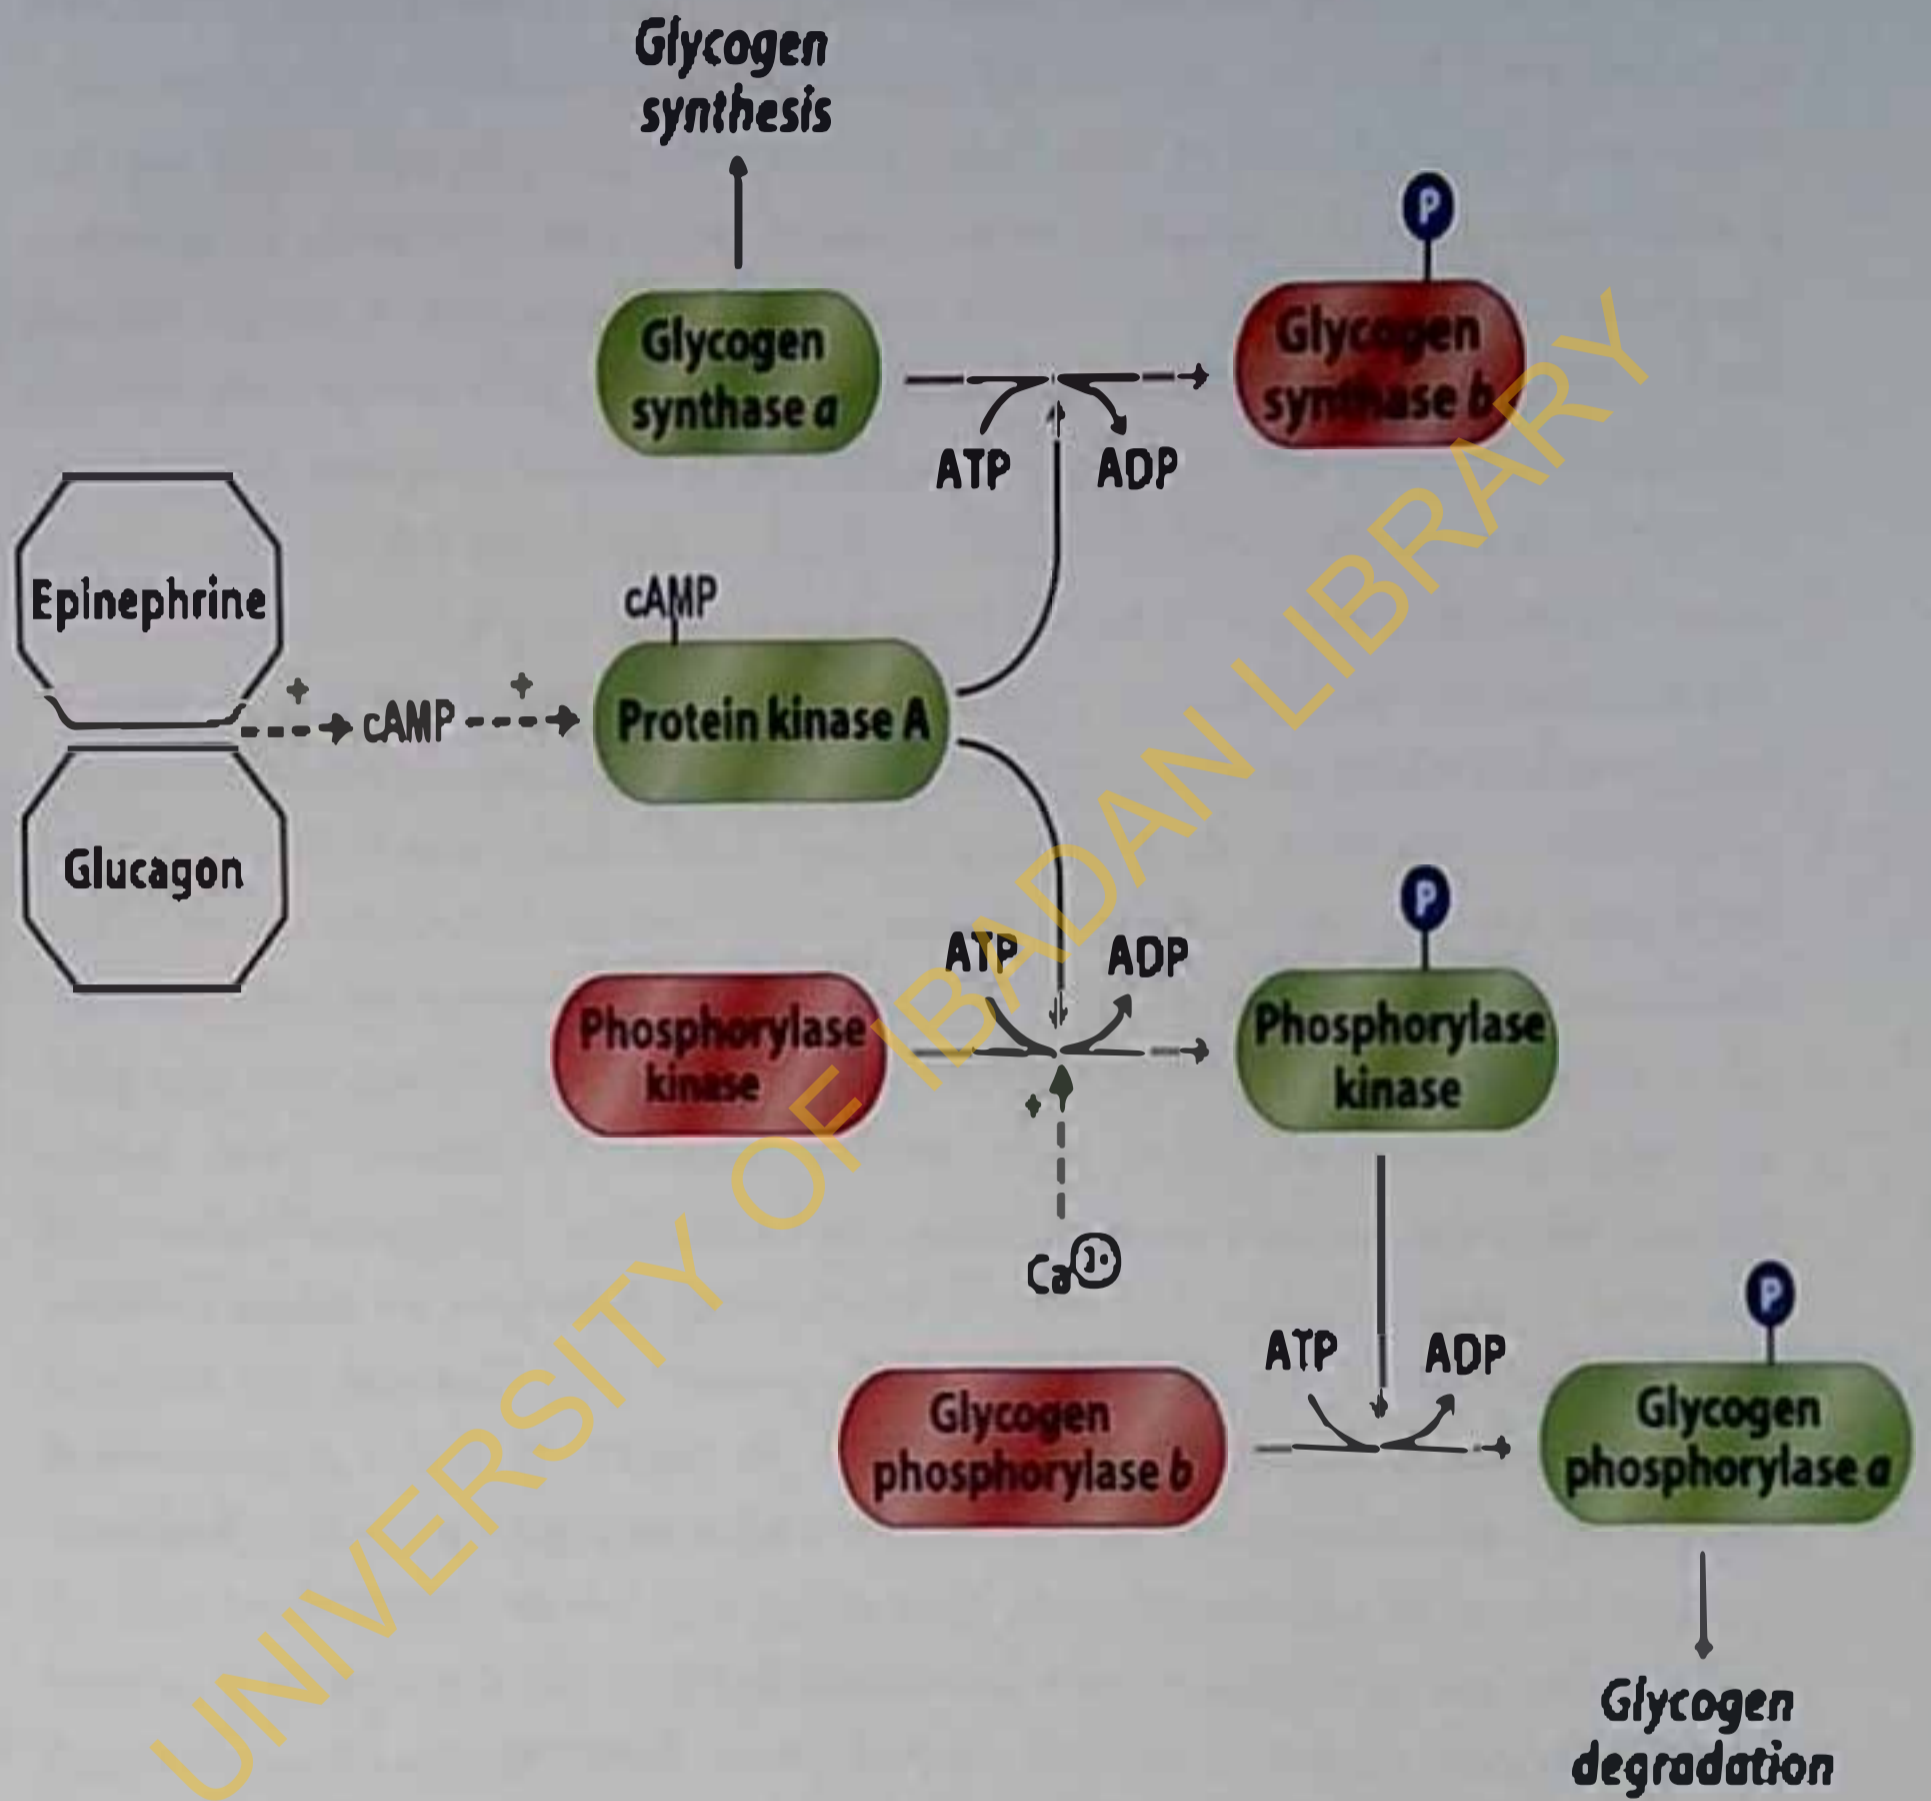 Glycogen
synthesis
P
Glycogen
synthase a
Glycogen
synthase b
ATP
ADP
Epinephrine
cAMP
+
+
cAMP
Protein kinase A
Glucagon
P
ATP
ADP
Phosphorylase
kinase
Phosphorylase
kinase
+
Ca
P
ATP
ADP
Glycogen
phosphorylase b
Glycogen
phosphorylase a
Glycogen
degradation
UNIVERSITY OF IBADAN LIBRARY